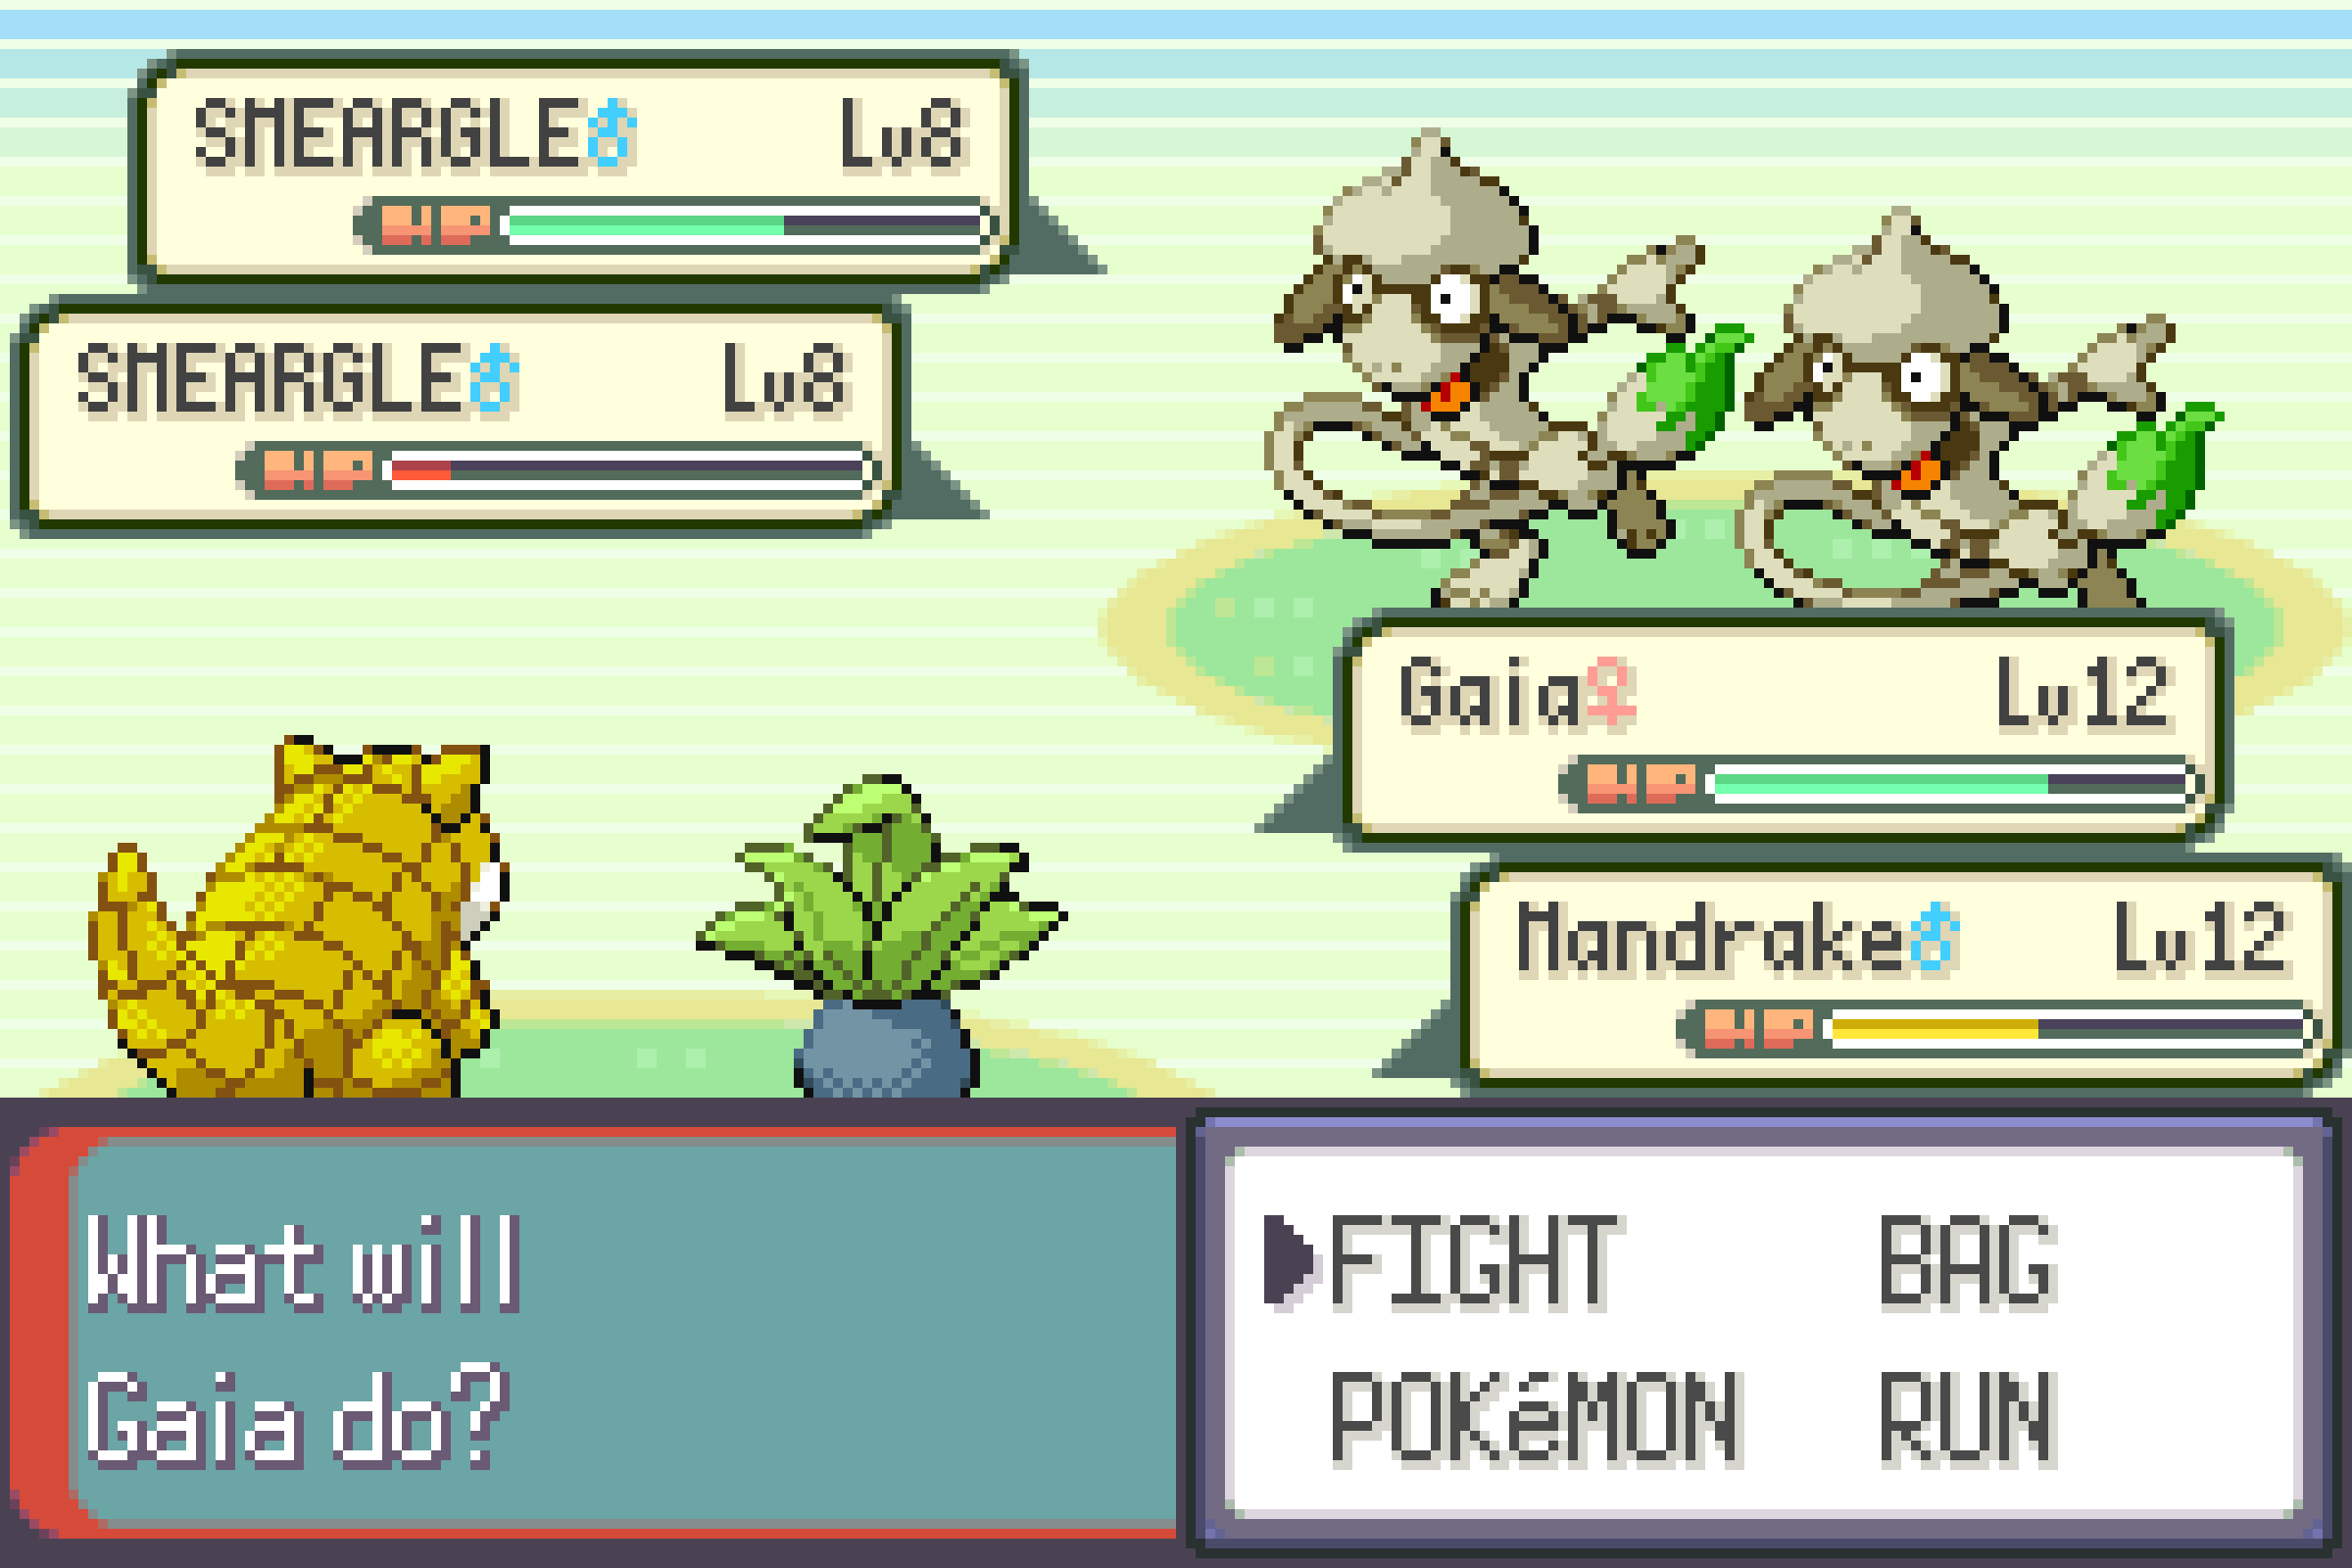 SMEARGLE♂ Lv8
HP
SMEARGLE♂ Lv8
HP
Gaia♀ Lv12
HP
Mandrake♂ Lv12
HP
What will
Gaia do?
FIGHT BAG
POKéMON RUN